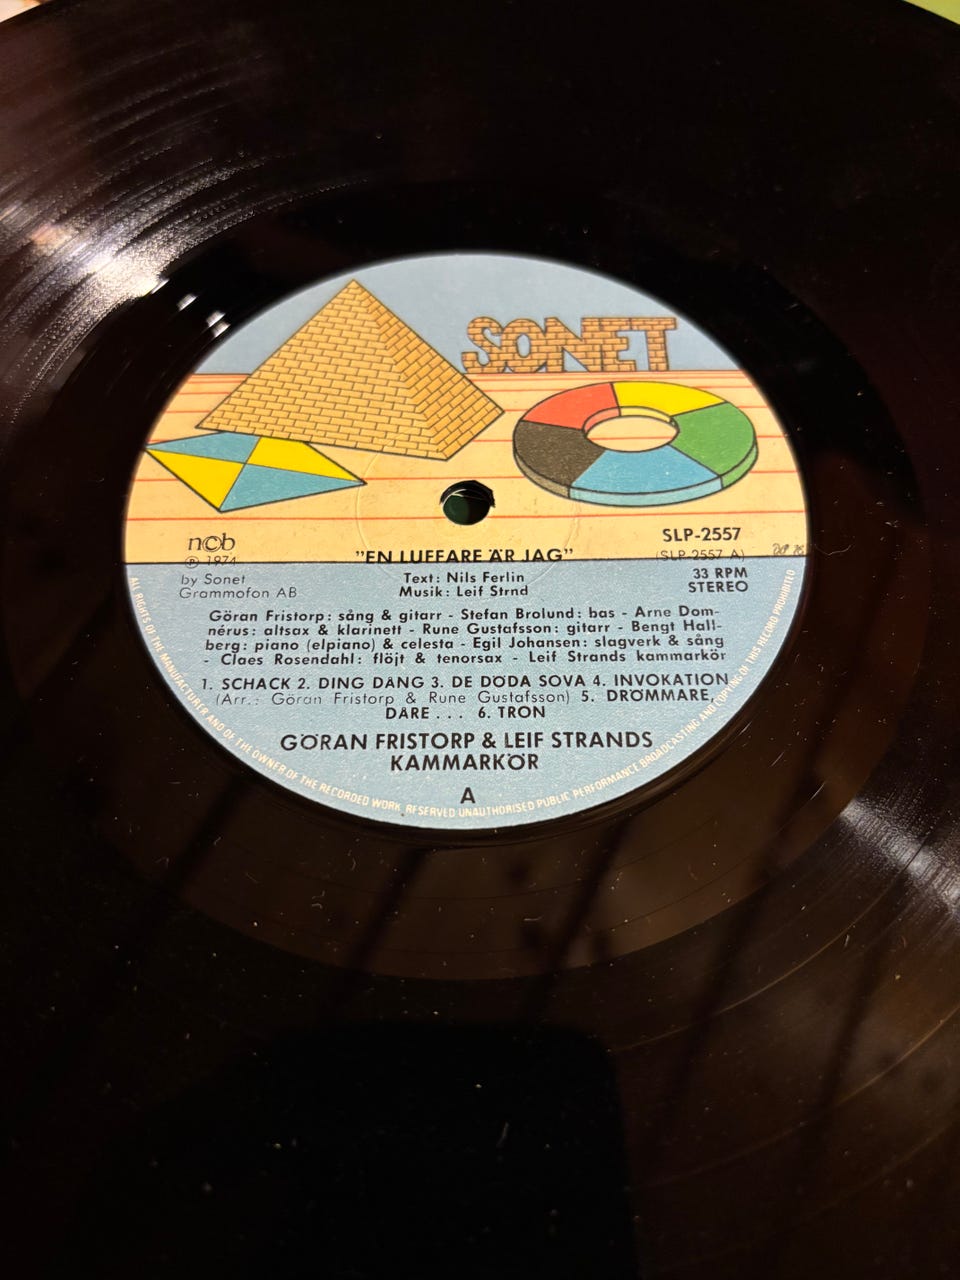 SONET
ncb
SLP-2557
"EN LUFFARE ÄR JAG"
(SLP-2557 A)
℗ 1974
by Sonet
Grammofon AB
Text: Nils Ferlin
Musik: Leif Strnd
33 RPM
STEREO
Göran Fristorp: sång & gitarr - Stefan Brolund: bas - Arne Dom-
nérus: altsax & klarinett - Rune Gustafsson: gitarr - Bengt Hall-
berg: piano (elpiano) & celesta - Egil Johansen: slagverk & sång
- Claes Rosendahl: flöjt & tenorsax - Leif Strands kammarkör
1. SCHACK 2. DING DÅNG 3. DE DÖDA SOVA 4. INVOKATION
(Arr.: Göran Fristorp & Rune Gustafsson) 5. DRÖMMARE,
DÅRE . . . 6. TRON
GÖRAN FRISTORP & LEIF STRANDS
KAMMARKÖR
A
ALL RIGHTS OF THE MANUFACTURER AND OF THE OWNER OF THE RECORDED WORK RESERVED UNAUTHORISED PUBLIC PERFORMANCE BROADCASTING AND COPYING OF THIS RECORD PROHIBITED